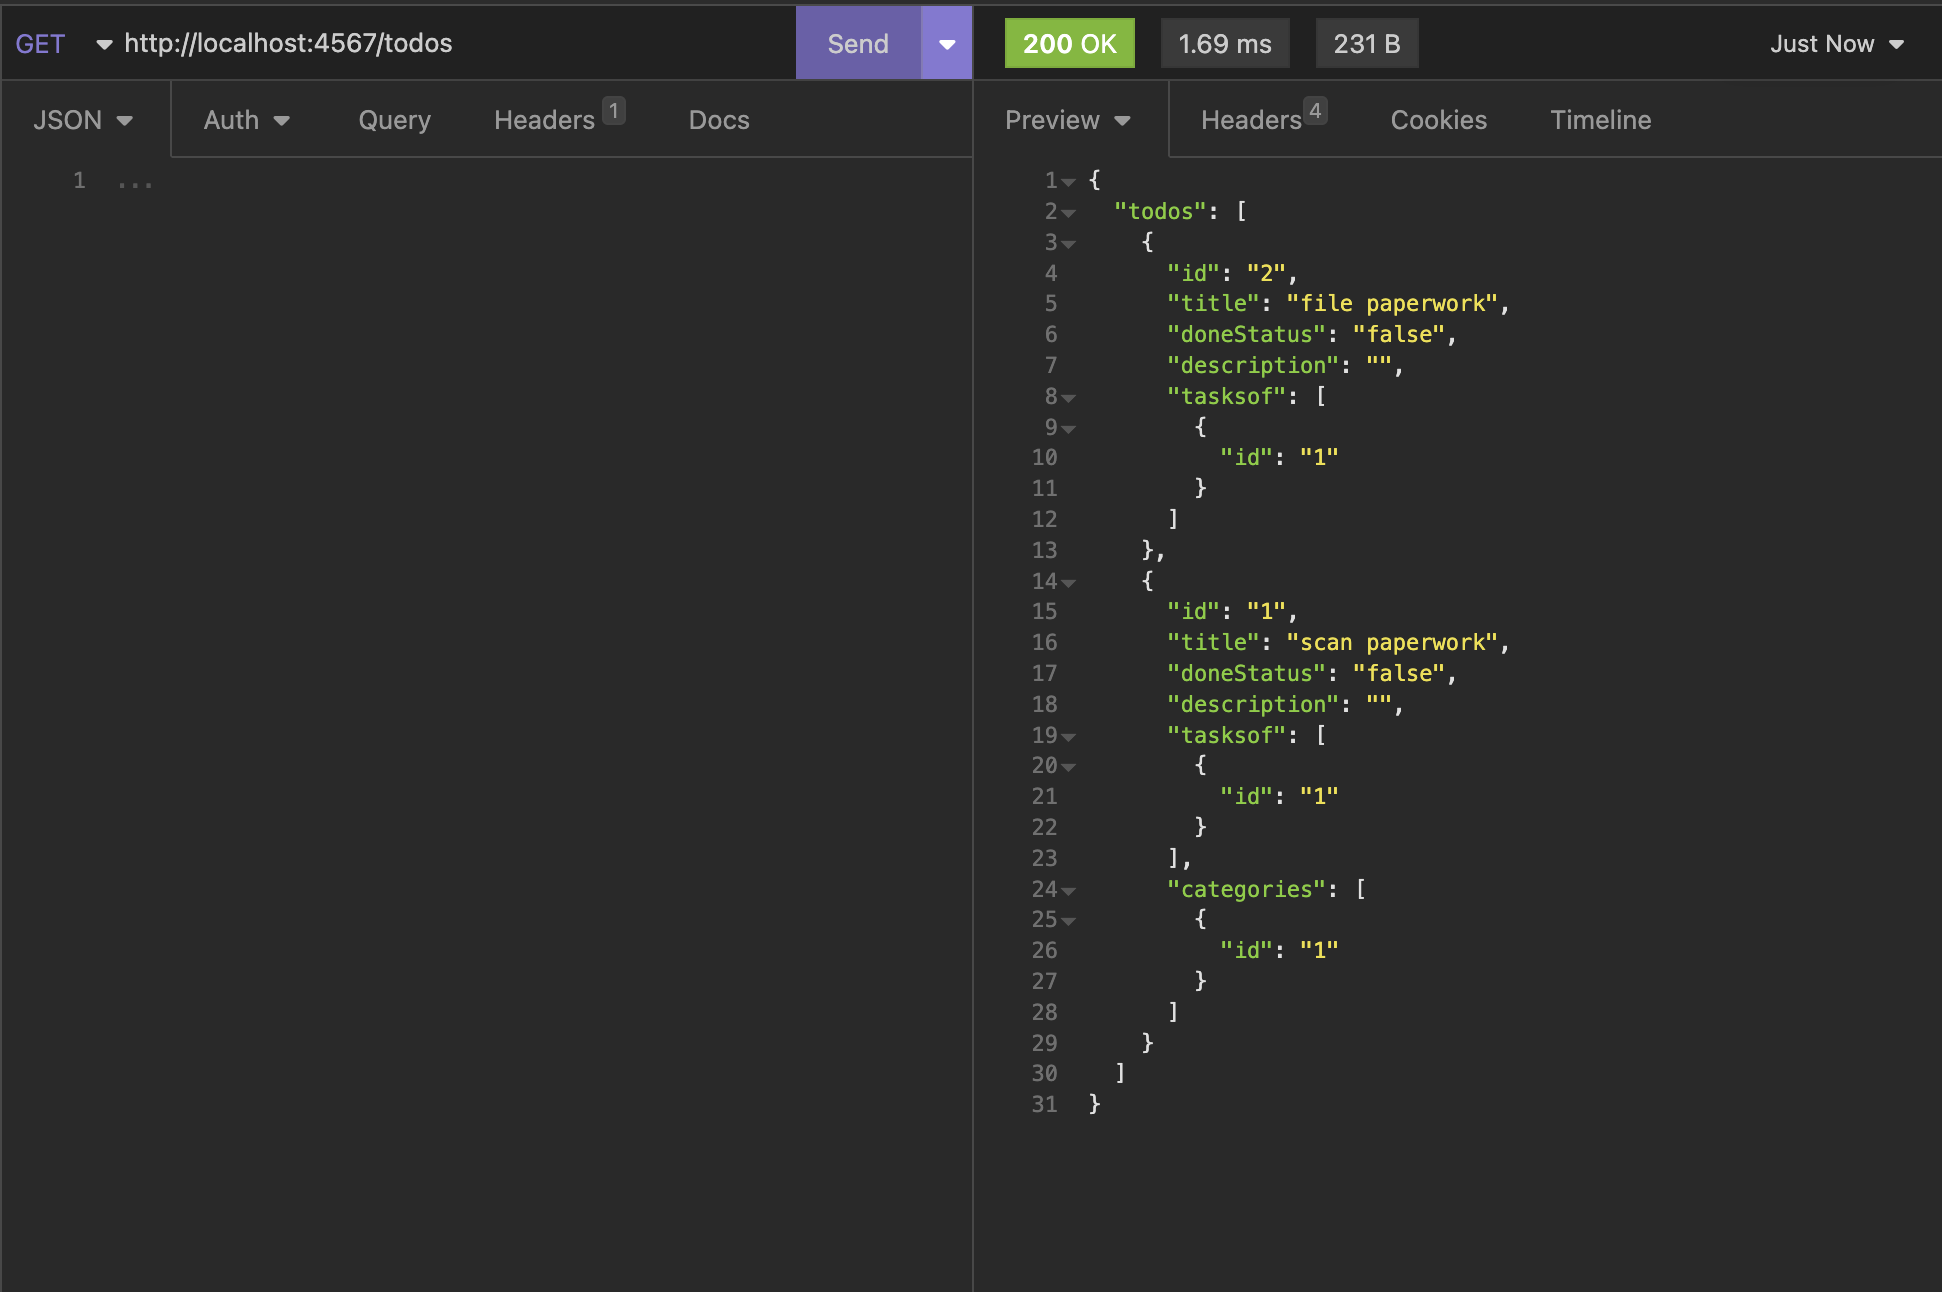 GET http://localhost:4567/todos Send 200 OK 1.69 ms 231 B Just Now
JSON Auth Query Headers 1 Docs Preview Headers 4 Cookies Timeline
1 ...
1 {
2 "todos": [
3 {
4 "id": "2",
5 "title": "file paperwork",
6 "doneStatus": "false",
7 "description": "",
8 "tasksof": [
9 {
10 "id": "1"
11 }
12 ]
13 },
14 {
15 "id": "1",
16 "title": "scan paperwork",
17 "doneStatus": "false",
18 "description": "",
19 "tasksof": [
20 {
21 "id": "1"
22 }
23 ],
24 "categories": [
25 {
26 "id": "1"
27 }
28 ]
29 }
30 ]
31 }